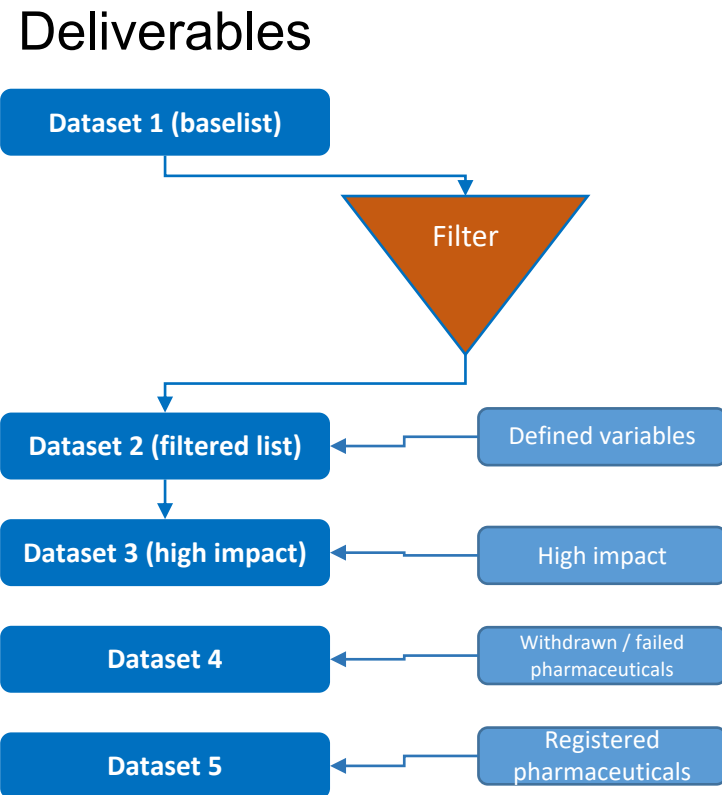 Deliverables
Dataset 1 (baselist)
Filter
Dataset 2 (filtered list)
Defined variables
Dataset 3 (high impact)
High impact
Dataset 4
Withdrawn / failed
pharmaceuticals
Dataset 5
Registered
pharmaceuticals